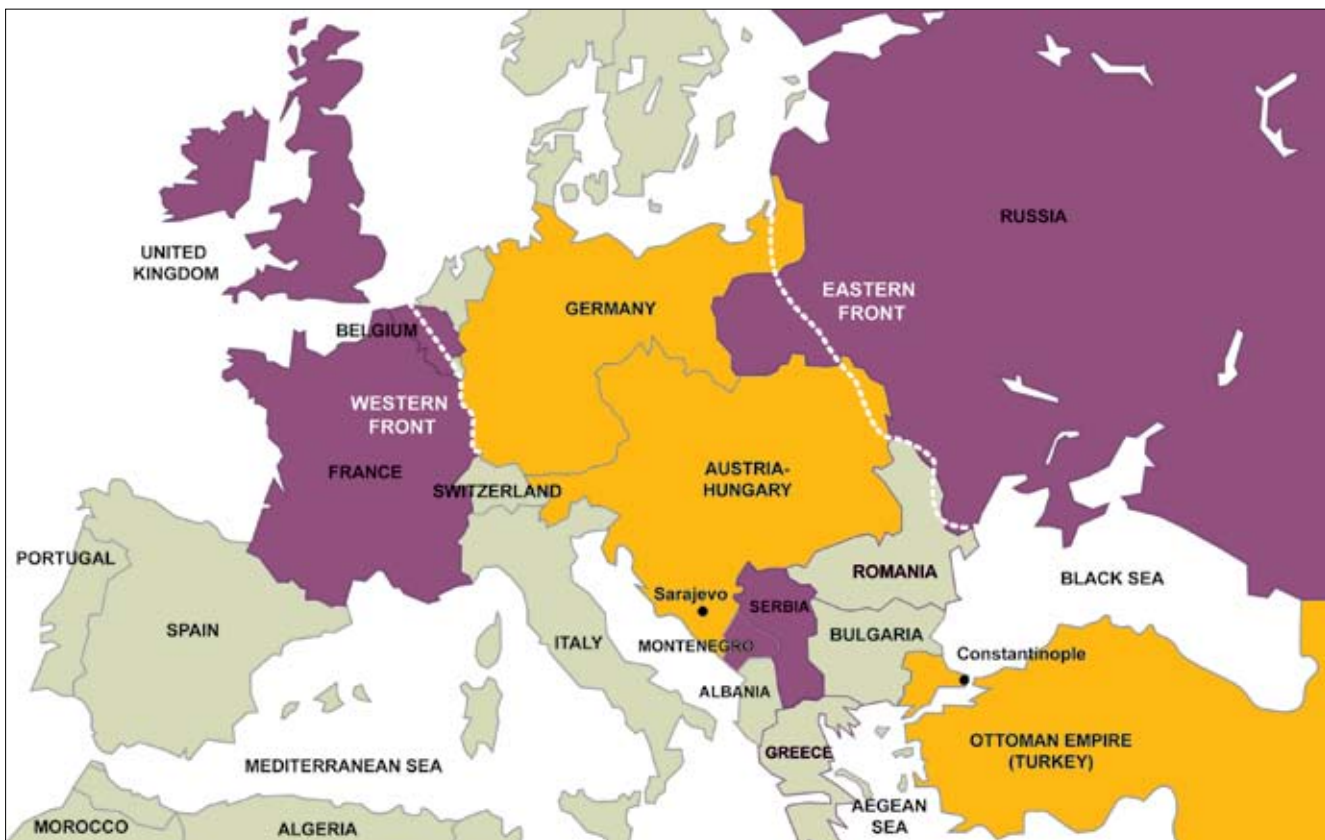 RUSSIA
UNITED
KINGDOM
EASTERN
FRONT
GERMANY
BELGIUM
WESTERN
FRONT
FRANCE
AUSTRIA-
HUNGARY
SWITZERLAND
PORTUGAL
ROMANIA
BLACK SEA
Sarajevo
SERBIA
SPAIN
ITALY
MONTENEGRO
BULGARIA
Constantinople
ALBANIA
OTTOMAN EMPIRE
(TURKEY)
GREECE
MEDITERRANEAN SEA
AEGEAN
SEA
MOROCCO
ALGERIA